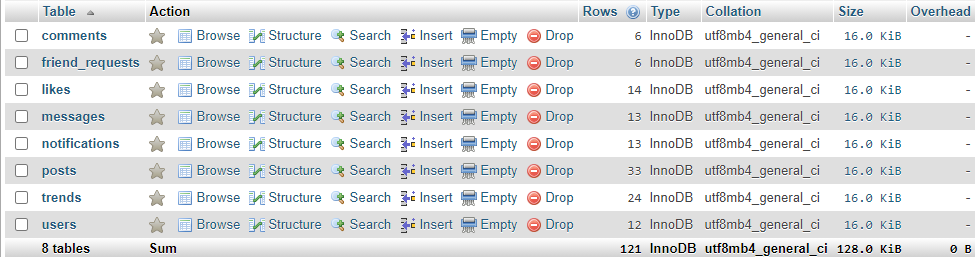 Table Action Rows Type Collation Size Overhead
comments Browse Structure Search Insert Empty Drop 6 InnoDB utf8mb4_general_ci 16.0 KiB -
friend_requests Browse Structure Search Insert Empty Drop 6 InnoDB utf8mb4_general_ci 16.0 KiB -
likes Browse Structure Search Insert Empty Drop 14 InnoDB utf8mb4_general_ci 16.0 KiB -
messages Browse Structure Search Insert Empty Drop 13 InnoDB utf8mb4_general_ci 16.0 KiB -
notifications Browse Structure Search Insert Empty Drop 13 InnoDB utf8mb4_general_ci 16.0 KiB -
posts Browse Structure Search Insert Empty Drop 33 InnoDB utf8mb4_general_ci 16.0 KiB -
trends Browse Structure Search Insert Empty Drop 24 InnoDB utf8mb4_general_ci 16.0 KiB -
users Browse Structure Search Insert Empty Drop 12 InnoDB utf8mb4_general_ci 16.0 KiB -
8 tables Sum 121 InnoDB utf8mb4_general_ci 128.0 KiB 0 B